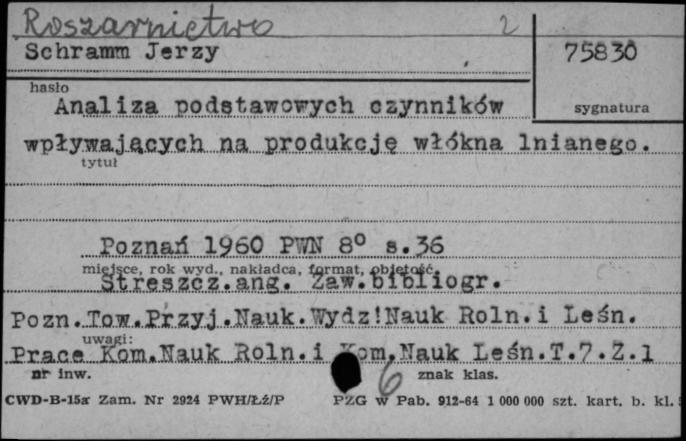 Roszarnictwo 2
Schramm Jerzy 75830
hasło
Analiza podstawowych czynników sygnatura
wpływających na produkcję włókna lnianego.
tytuł
Poznań 1960 PWN 8º s.36
miejsce, rok wyd., nakładca, format, objętość.
Streszcz.ang. Zaw.bibliogr.
Pozn.Tow.Przyj.Nauk.Wydz!Nauk Roln.i Leśn.
uwagi:
Prace Kom.Nauk Roln.i Kom.Nauk Leśn.T.7.Z.1
nr inw. 6 znak klas.
CWD-B-15a Zam. Nr 2924 PWH/Łź/P PZG w Pab. 912-64 1 000 000 szt. kart. b. kl.